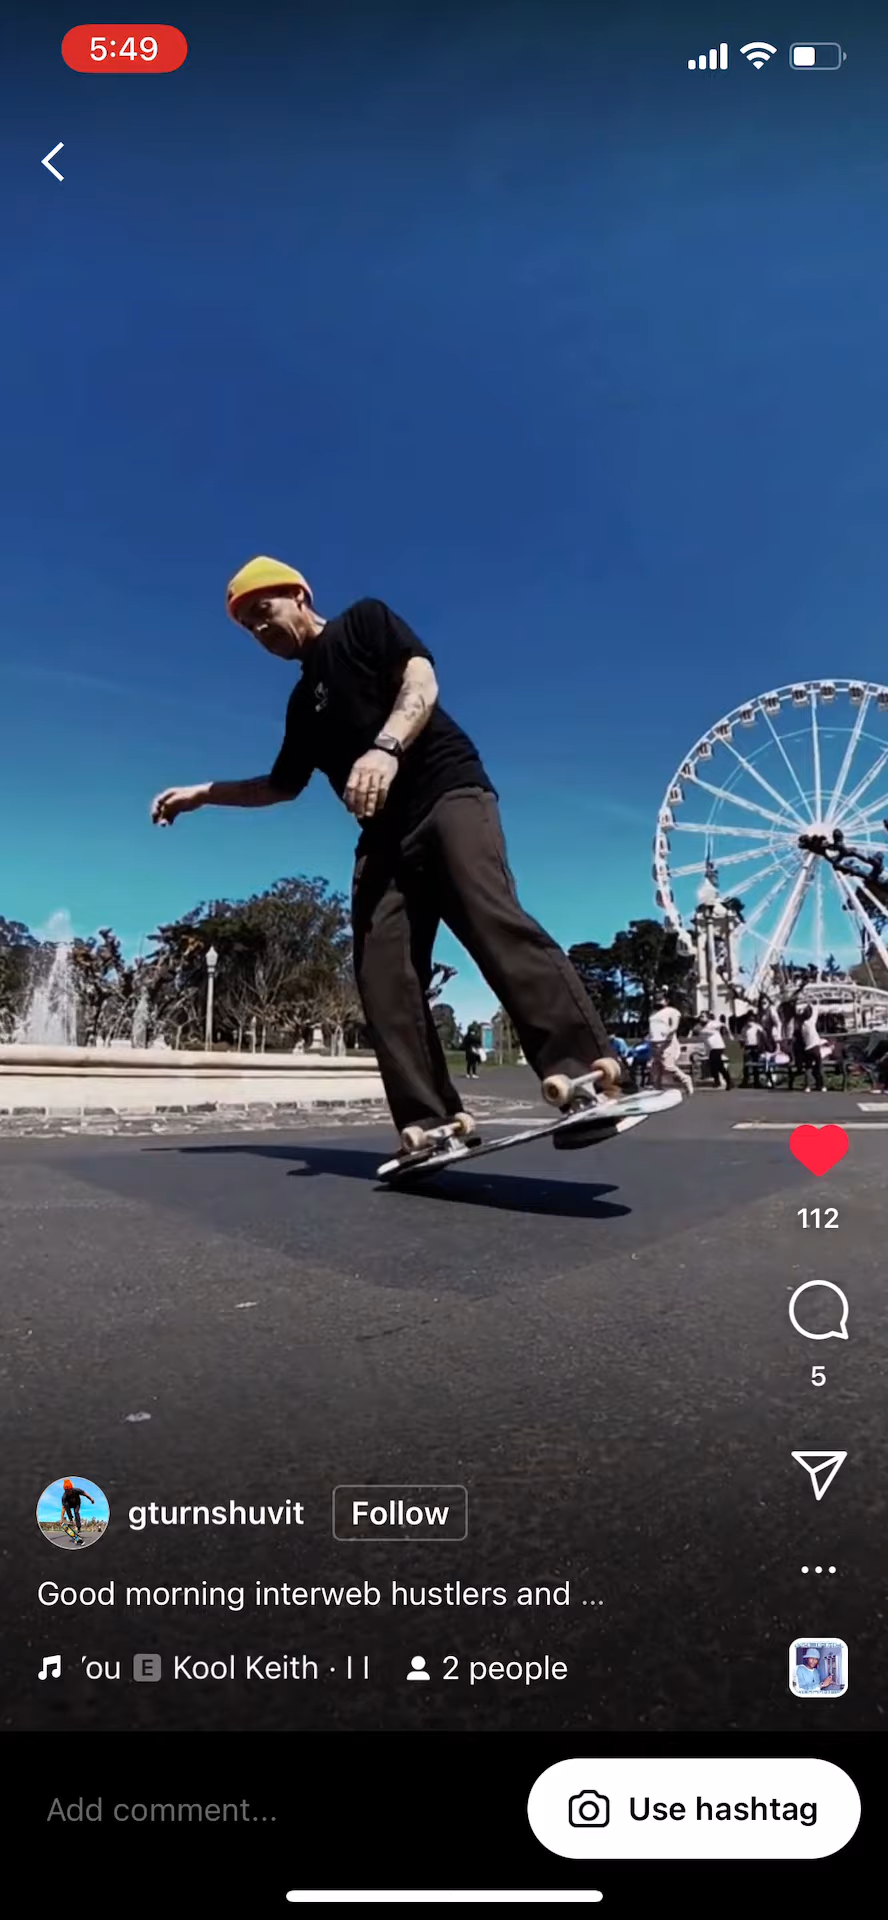 5:49
112
5
gturnshuvit Follow
Good morning interweb hustlers and ...
ou E Kool Keith · I I 2 people
Add comment... Use hashtag